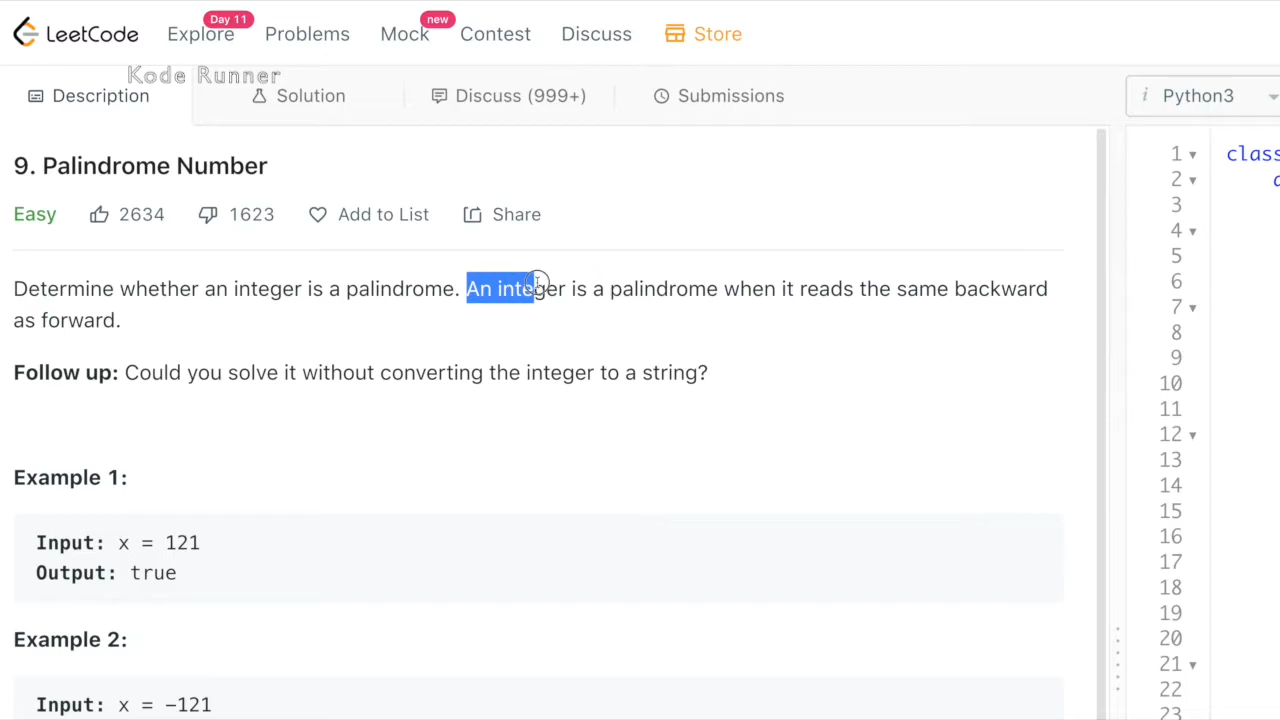 LeetCode Explore Day 11 Problems Mock new Contest Discuss Store
Kode Runner
Description Solution Discuss (999+) Submissions i Python3
9. Palindrome Number
Easy 2634 1623 Add to List Share
Determine whether an integer is a palindrome. An integer is a palindrome when it reads the same backward
as forward.
Follow up: Could you solve it without converting the integer to a string?
Example 1:
Input: x = 121
Output: true
Example 2:
Input: x = -121
1 class
2
3
4
5
6
7
8
9
10
11
12
13
14
15
16
17
18
19
20
21
22
23